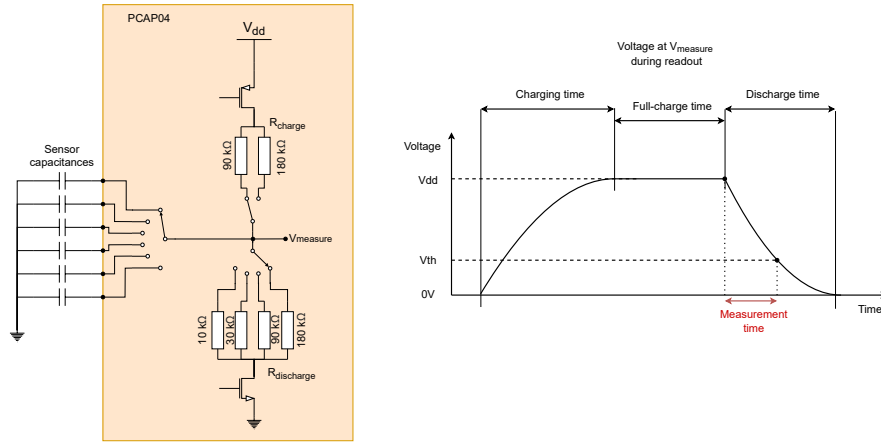 PCAP04
Vdd
Rcharge
90 kΩ
180 kΩ
Sensor
capacitances
Vmeasure
10 kΩ
30 kΩ
90 kΩ
180 kΩ
Rdischarge
Voltage at Vmeasure
during readout
Charging time
Full-charge time
Discharge time
Voltage
Vdd
Vth
0V
Time
Measurement
time